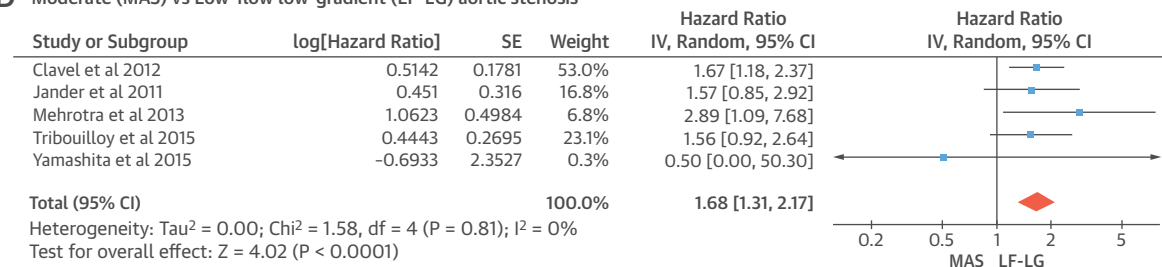 D Moderate (MAS) vs Low-flow low-gradient (LF-LG) aortic stenosis
Hazard Ratio Hazard Ratio
Study or Subgroup log[Hazard Ratio] SE Weight IV, Random, 95% CI IV, Random, 95% CI
Clavel et al 2012 0.5142 0.1781 53.0% 1.67 [1.18, 2.37]
Jander et al 2011 0.451 0.316 16.8% 1.57 [0.85, 2.92]
Mehrotra et al 2013 1.0623 0.4984 6.8% 2.89 [1.09, 7.68]
Tribouilloy et al 2015 0.4443 0.2695 23.1% 1.56 [0.92, 2.64]
Yamashita et al 2015 −0.6933 2.3527 0.3% 0.50 [0.00, 50.30]
Total (95% CI) 100.0% 1.68 [1.31, 2.17]
Heterogeneity: Tau² = 0.00; Chi² = 1.58, df = 4 (P = 0.81); I² = 0%
Test for overall effect: Z = 4.02 (P < 0.0001)
0.2 0.5 1 2 5
MAS LF-LG